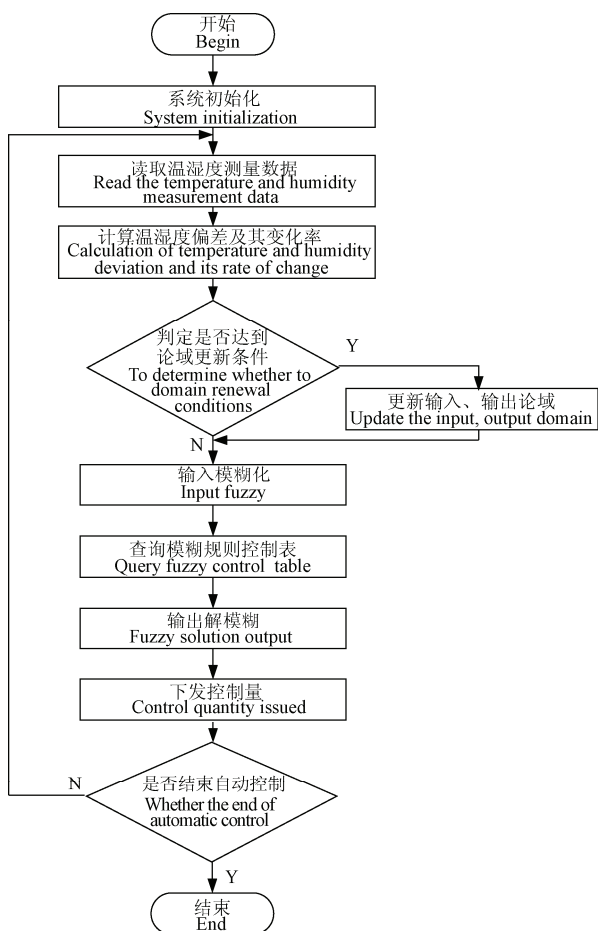 开始
Begin
系统初始化
System initialization
读取温湿度测量数据
Read the temperature and humidity
measurement data
计算温湿度偏差及其变化率
Calculation of temperature and humidity
deviation and its rate of change
判定是否达到
论域更新条件
To determine whether to
domain renewal
conditions
Y
更新输入、输出论域
Update the input, output domain
N
输入模糊化
Input fuzzy
查询模糊规则控制表
Query fuzzy control table
输出解模糊
Fuzzy solution output
下发控制量
Control quantity issued
N
是否结束自动控制
Whether the end of
automatic control
Y
结束
End